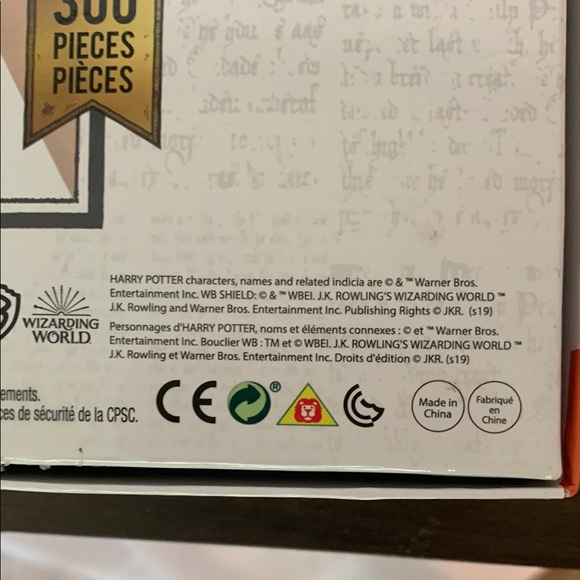 300
PIECES
PIÈCES
HARRY POTTER characters, names and related indicia are © & ™ Warner Bros.
Entertainment Inc. WB SHIELD: © & ™ WBEI. J.K. ROWLING'S WIZARDING WORLD ™
J.K. Rowling and Warner Bros. Entertainment Inc. Publishing Rights © JKR. (s19)
Personnages d'HARRY POTTER, noms et éléments connexes : © et ™ Warner Bros.
Entertainment Inc. Bouclier WB : TM et © WBEI. J.K. ROWLING'S WIZARDING WORLD ™
J.K. Rowling et Warner Bros. Entertainment Inc. Droits d'édition © JKR. (s19)
WIZARDING
WORLD
ements.
ces de sécurité de la CPSC.
CE
®
Made in
China
Fabriqué
en
Chine